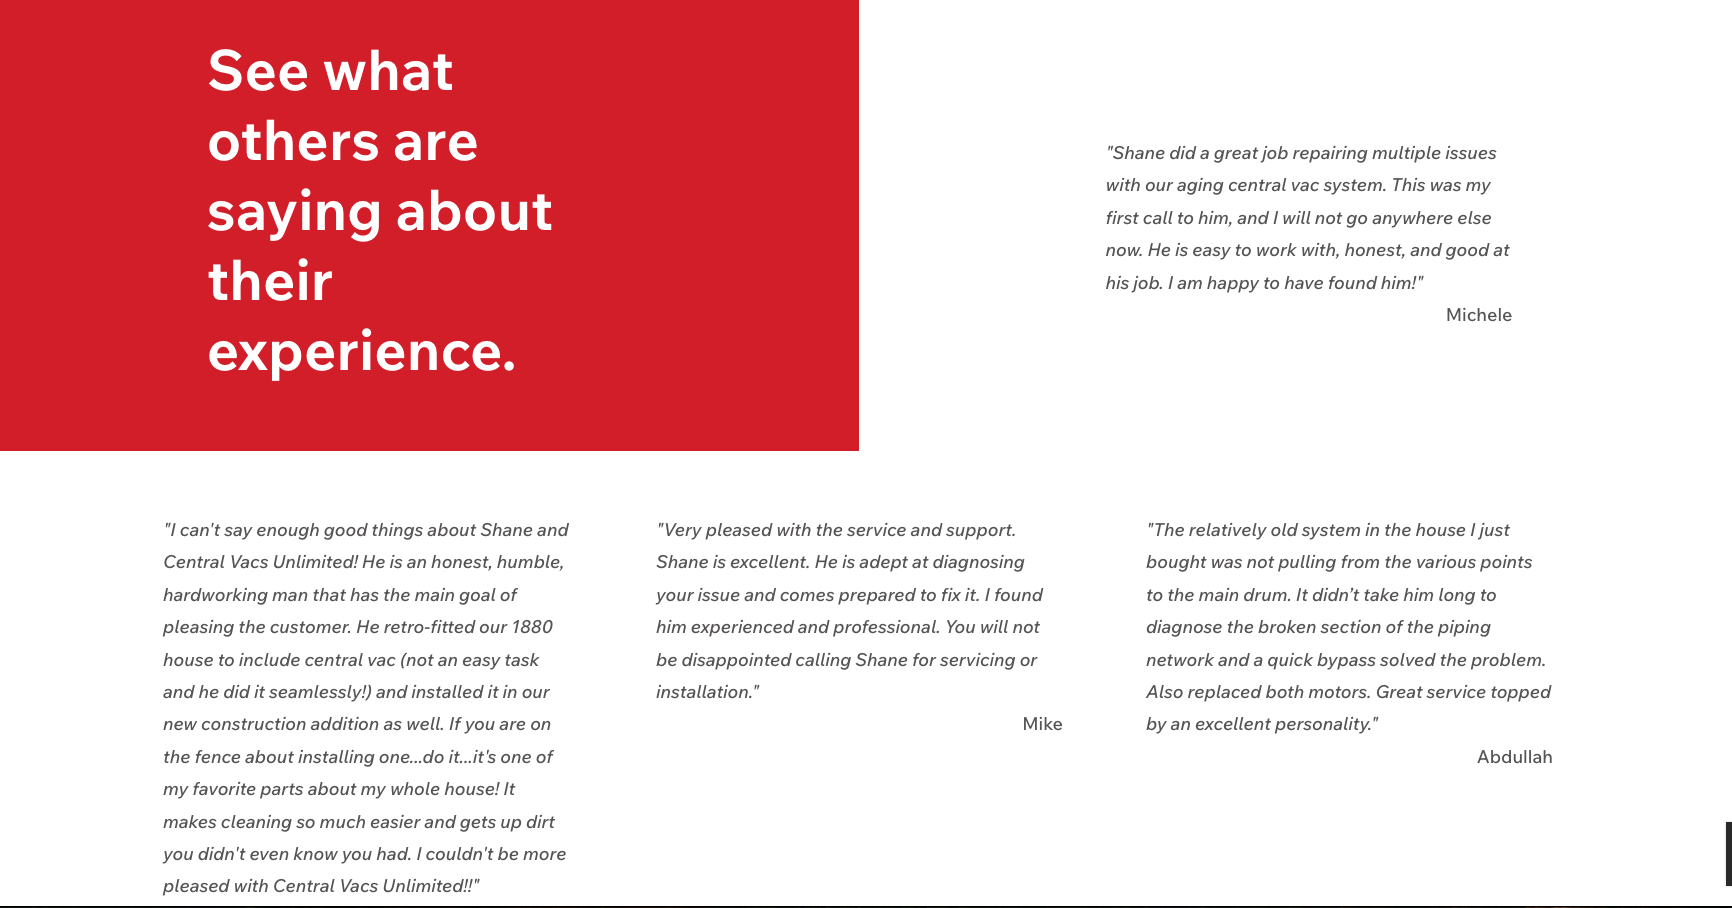 See what
others are
saying about
their
experience.
"Shane did a great job repairing multiple issues
with our aging central vac system. This was my
first call to him, and I will not go anywhere else
now. He is easy to work with, honest, and good at
his job. I am happy to have found him!"
Michele
"I can't say enough good things about Shane and
Central Vacs Unlimited! He is an honest, humble,
hardworking man that has the main goal of
pleasing the customer. He retro-fitted our 1880
house to include central vac (not an easy task
and he did it seamlessly!) and installed it in our
new construction addition as well. If you are on
the fence about installing one...do it...it's one of
my favorite parts about my whole house! It
makes cleaning so much easier and gets up dirt
you didn't even know you had. I couldn't be more
pleased with Central Vacs Unlimited!!"
"Very pleased with the service and support.
Shane is excellent. He is adept at diagnosing
your issue and comes prepared to fix it. I found
him experienced and professional. You will not
be disappointed calling Shane for servicing or
installation."
Mike
"The relatively old system in the house I just
bought was not pulling from the various points
to the main drum. It didn’t take him long to
diagnose the broken section of the piping
network and a quick bypass solved the problem.
Also replaced both motors. Great service topped
by an excellent personality."
Abdullah